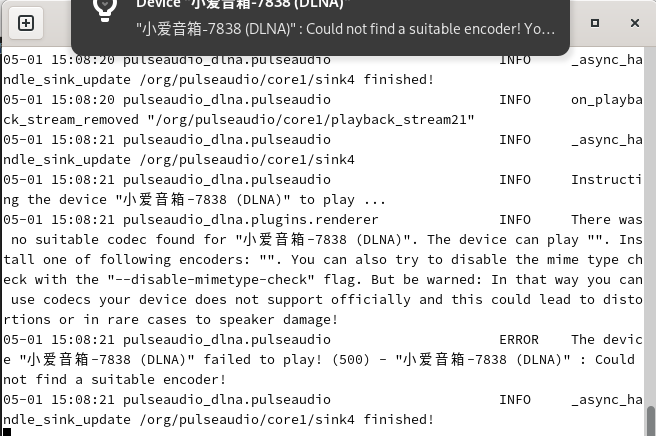 Device "小爱音箱-7838 (DLNA)"
"小爱音箱-7838 (DLNA)" : Could not find a suitable encoder! Yo…
05-01 15:08:20 pulseaudio_dlna.pulseaudio INFO _async_ha
ndle_sink_update /org/pulseaudio/core1/sink4 finished!
05-01 15:08:20 pulseaudio_dlna.pulseaudio INFO on_playba
ck_stream_removed "/org/pulseaudio/core1/playback_stream21"
05-01 15:08:21 pulseaudio_dlna.pulseaudio INFO _async_ha
ndle_sink_update /org/pulseaudio/core1/sink4
05-01 15:08:21 pulseaudio_dlna.pulseaudio INFO Instructi
ng the device "小爱音箱-7838 (DLNA)" to play ...
05-01 15:08:21 pulseaudio_dlna.plugins.renderer INFO There was
no suitable codec found for "小爱音箱-7838 (DLNA)". The device can play "". Ins
tall one of following encoders: "". You can also try to disable the mime type ch
eck with the "--disable-mimetype-check" flag. But be warned: In that way you can
use codecs your device does not support officially and this could lead to disto
rtions or in rare cases to speaker damage!
05-01 15:08:21 pulseaudio_dlna.pulseaudio ERROR The devic
e "小爱音箱-7838 (DLNA)" failed to play! (500) - "小爱音箱-7838 (DLNA)" : Could
not find a suitable encoder!
05-01 15:08:21 pulseaudio_dlna.pulseaudio INFO _async_ha
ndle_sink_update /org/pulseaudio/core1/sink4 finished!